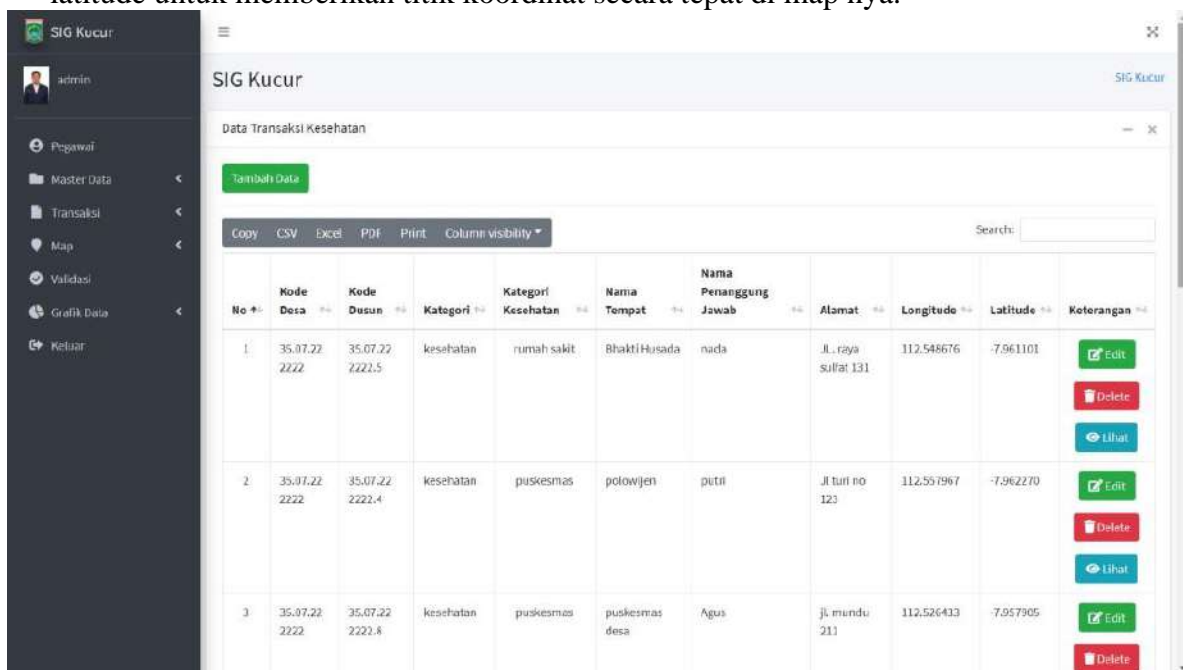 latitude untuk memberikan titik koordinat secara tepat di map nya.
SIG Kucur
admin
SIG Kucur
SIG Kucur
Pegawai
Master Data
Transaksi
Map
Validasi
Grafik Data
Keluar
Data Transaksi Kesehatan
Tambah Data
Copy CSV Excel PDF Print Column visibility
Search:
No Kode Desa Kode Dusun Kategori Kategori Kesehatan Nama Tempat Nama Penanggung Jawab Alamat Longitude Latitude Keterangan
1 35.07.22 35.07.22 kesehatan rumah sakit Bhakti Husada nada JL. raya 112.548676 -7.961101 Edit
2222 2222.5 sulfat 131
Delete
Lihat
2 35.07.22 35.07.22 kesehatan puskesmas polowijen putri Jl turi no 112.557967 -7.962270 Edit
2222 2222.4 123
Delete
Lihat
3 35.07.22 35.07.22 kesehatan puskesmas puskesmas Agus jl. mundu 112.526433 -7.957905 Edit
2222 2222.8 desa 211
Delete